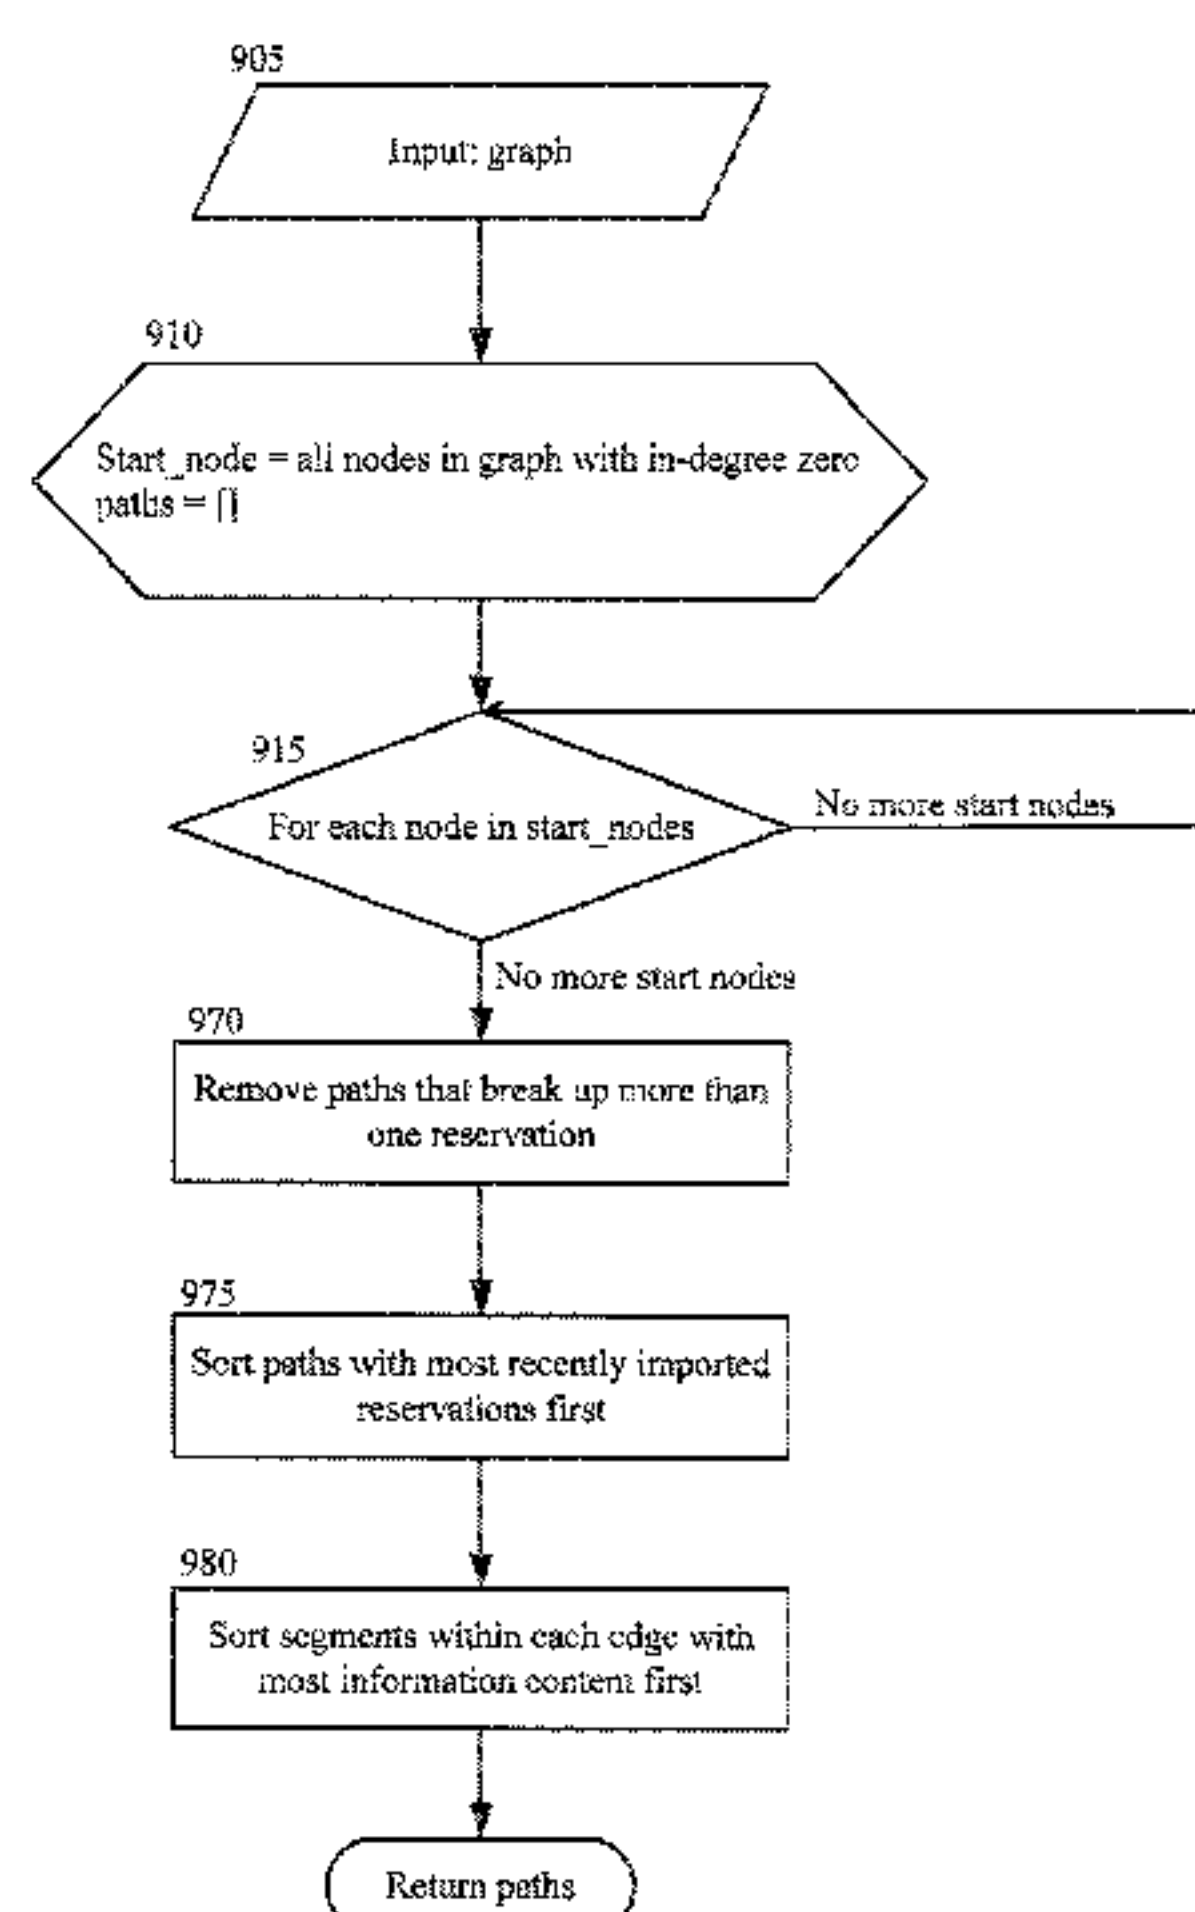 905
Input: graph
910
Start_node = all nodes in graph with in-degree zero
paths = []
915
For each node in start_nodes
No more start nodes
No more start nodes
970
Remove paths that break up more than
one reservation
975
Sort paths with most recently imported
reservations first
980
Sort segments within each edge with
most information content first
Return paths